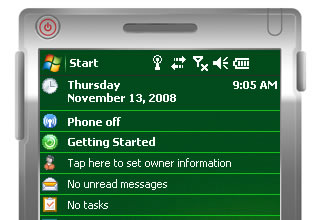 Start
Thursday 9:05 AM
November 13, 2008
Phone off
Getting Started
Tap here to set owner information
No unread messages
No tasks